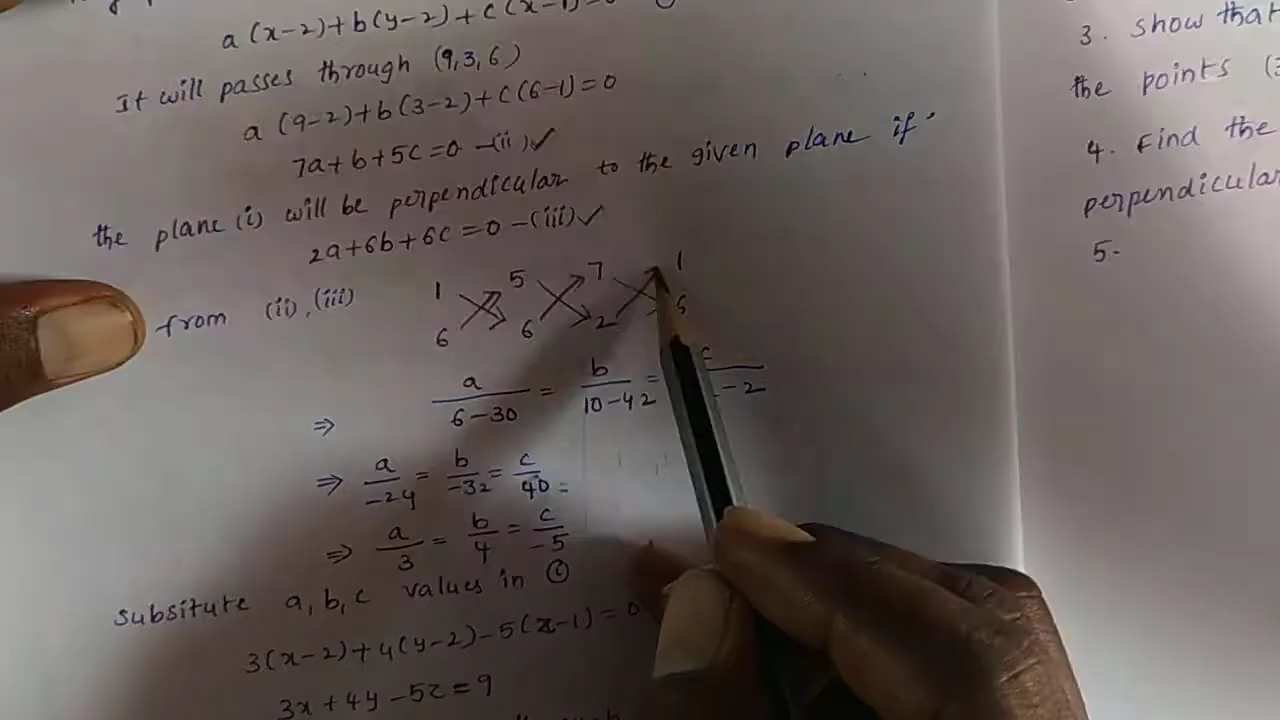 a (x-2)+b(y-2)+c(x-1)=0
It will passes through (9,3,6)
a (9-2)+b(3-2)+c(6-1)=0
7a+b+5c=0 -(ii)✓
the plane (i) will be perpendicular to the given plane if
2a+6b+6c=0 -(iii)✓
from (ii),(iii)
1 5 7 1
6 6 2 6
⇒ a/6-30 = b/10-42 = c/-2
⇒ a/-24 = b/-32 = c/40 =
⇒ a/3 = b/4 = c/-5
subsitute a,b,c values in (i)
3(x-2)+4(y-2)-5(z-1)=0
3x+4y-5z=9
3. show that
the points (
4. Find the
perpendicular
5.